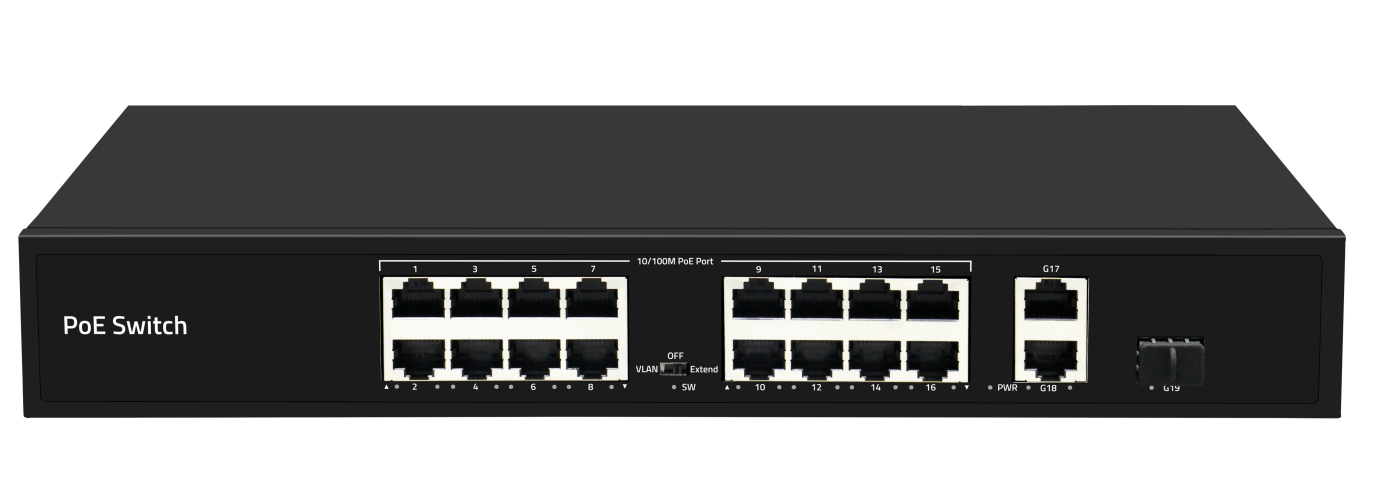 10/100M PoE Port
1 3 5 7 9 11 13 15 G17
PoE Switch
OFF
VLAN Extend
2 4 6 8 SW 10 12 14 16 PWR G18 G19